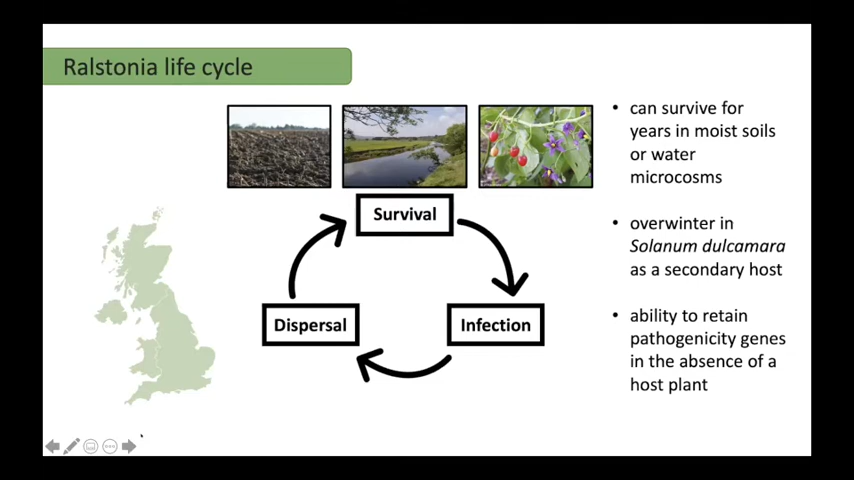 Ralstonia life cycle
Survival
Dispersal
Infection
• can survive for
years in moist soils
or water
microcosms
• overwinter in
Solanum dulcamara
as a secondary host
• ability to retain
pathogenicity genes
in the absence of a
host plant